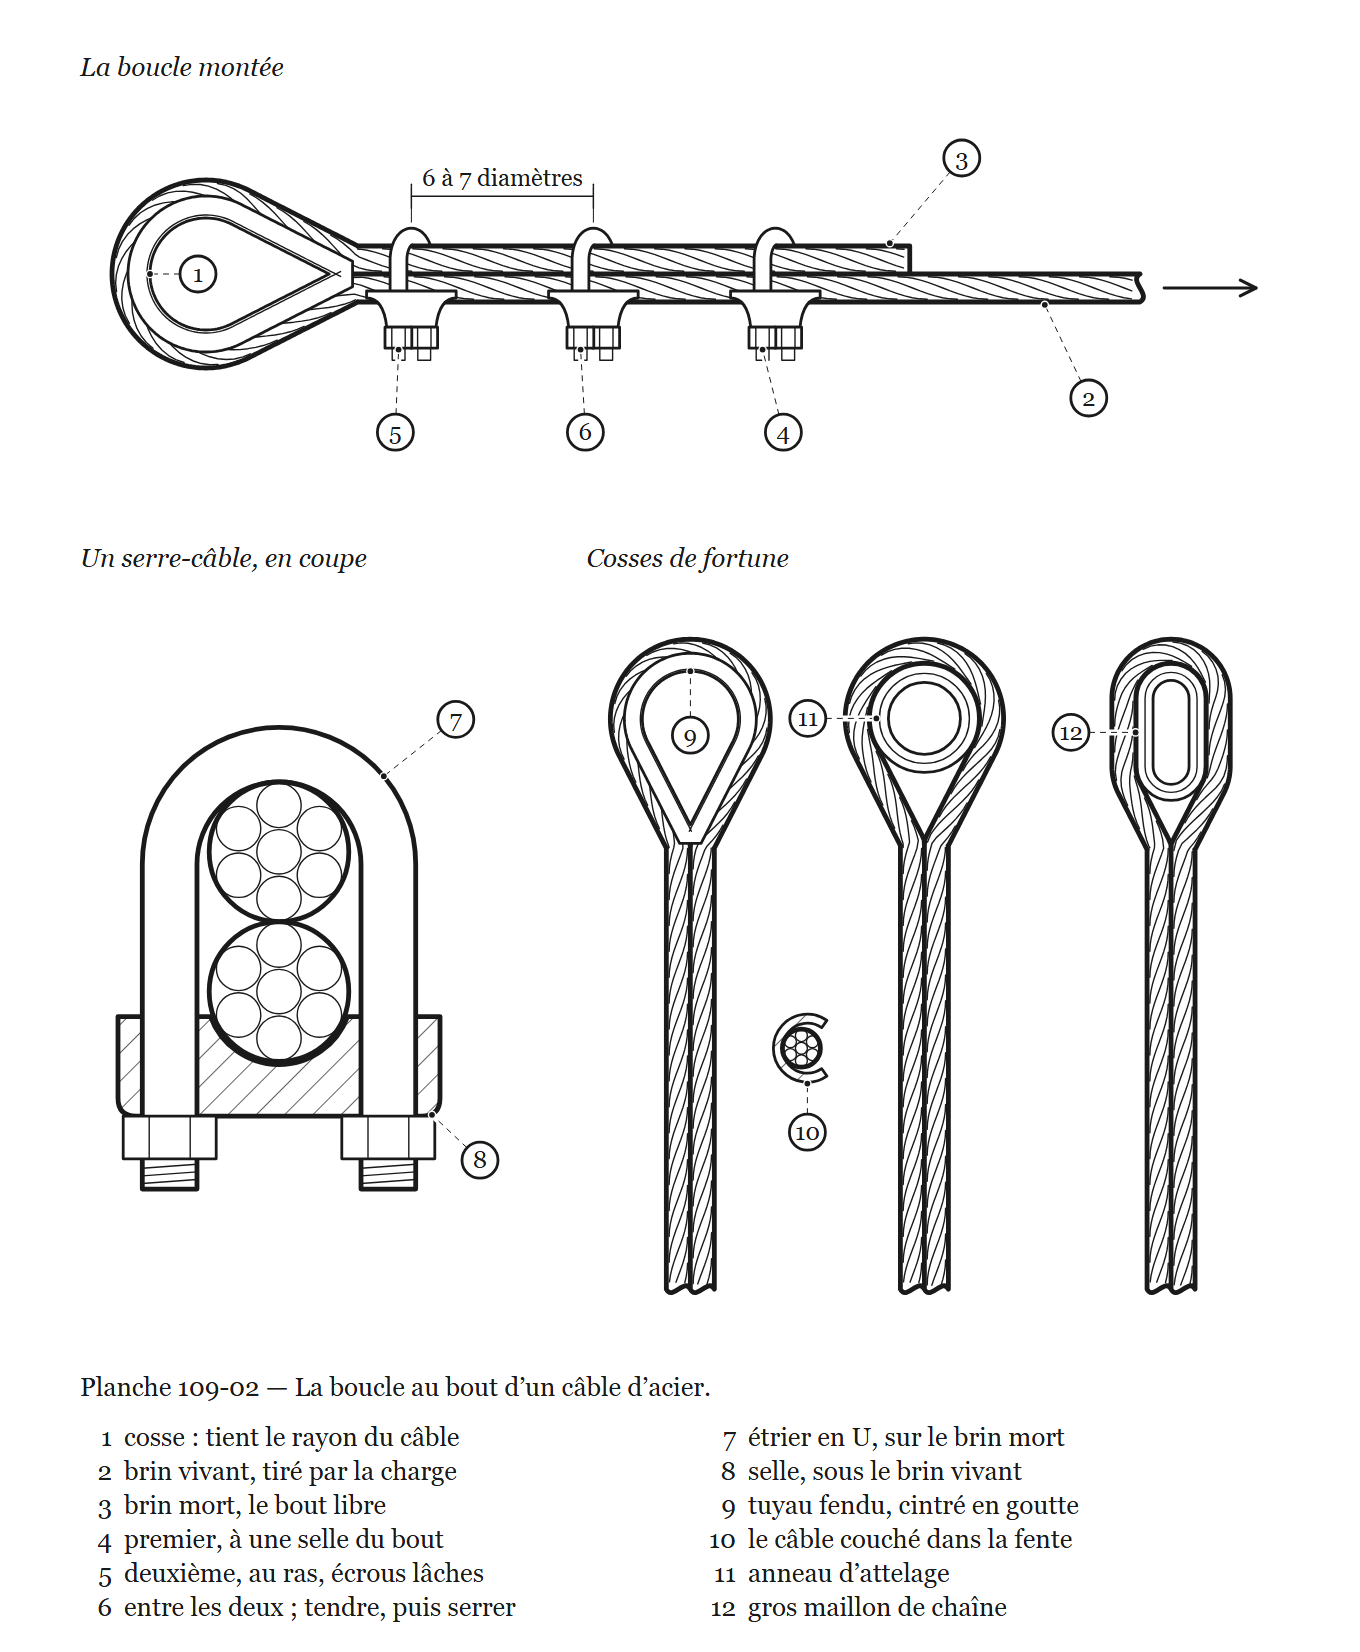 La boucle montée
6 à 7 diamètres
3
1
2
5
6
4
Un serre-câble, en coupe
Cosses de fortune
7
9
11
12
10
8
Planche 109-02 — La boucle au bout d’un câble d’acier.
1 cosse : tient le rayon du câble
2 brin vivant, tiré par la charge
3 brin mort, le bout libre
4 premier, à une selle du bout
5 deuxième, au ras, écrous lâches
6 entre les deux ; tendre, puis serrer
7 étrier en U, sur le brin mort
8 selle, sous le brin vivant
9 tuyau fendu, cintré en goutte
10 le câble couché dans la fente
11 anneau d’attelage
12 gros maillon de chaîne